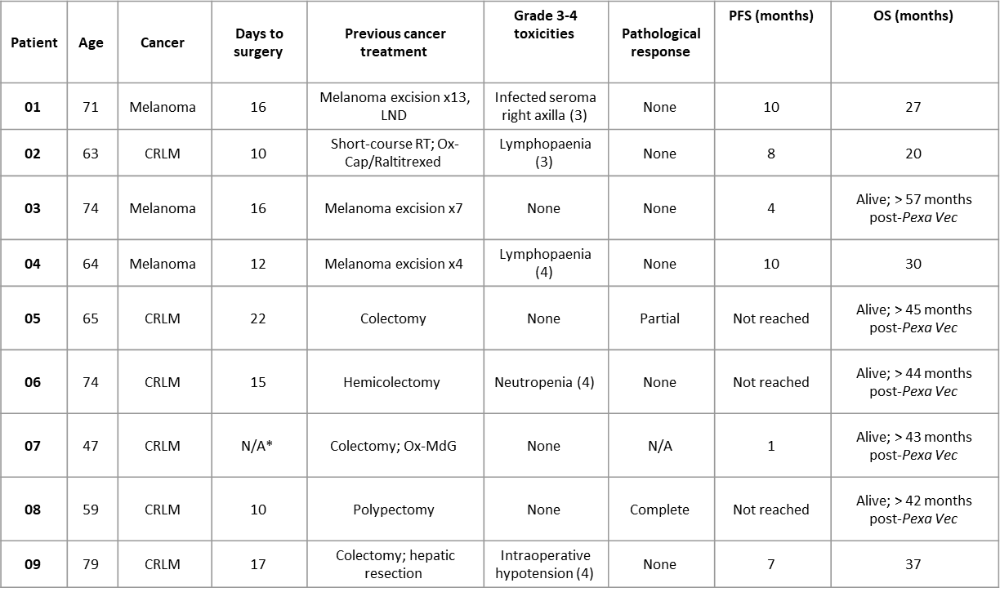 Patient Age Cancer Days to surgery Previous cancer treatment Grade 3-4 toxicities Pathological response PFS (months) OS (months)
01 71 Melanoma 16 Melanoma excision x13, LND Infected seroma right axilla (3) None 10 27
02 63 CRLM 10 Short-course RT; Ox-Cap/Raltitrexed Lymphopaenia (3) None 8 20
03 74 Melanoma 16 Melanoma excision x7 None None 4 Alive; > 57 months post-Pexa Vec
04 64 Melanoma 12 Melanoma excision x4 Lymphopaenia (4) None 10 30
05 65 CRLM 22 Colectomy None Partial Not reached Alive; > 45 months post-Pexa Vec
06 74 CRLM 15 Hemicolectomy Neutropenia (4) None Not reached Alive; > 44 months post-Pexa Vec
07 47 CRLM N/A* Colectomy; Ox-MdG None N/A 1 Alive; > 43 months post-Pexa Vec
08 59 CRLM 10 Polypectomy None Complete Not reached Alive; > 42 months post-Pexa Vec
09 79 CRLM 17 Colectomy; hepatic resection Intraoperative hypotension (4) None 7 37